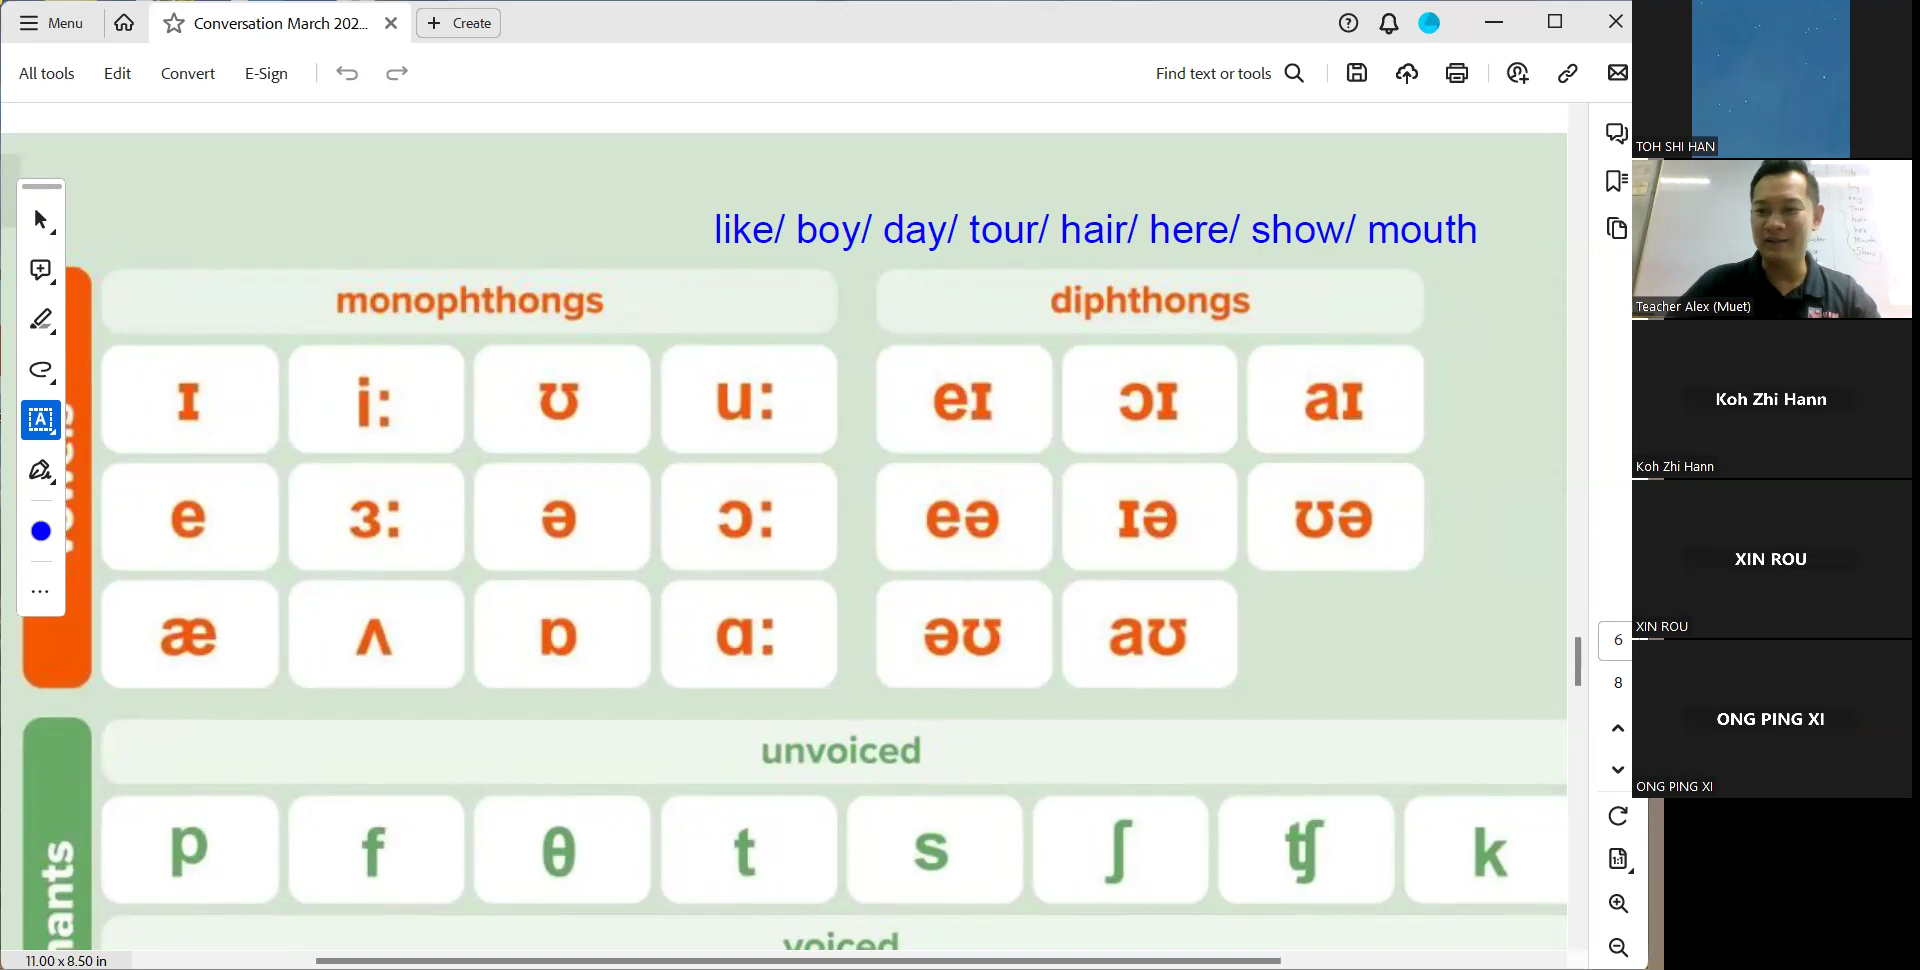 Menu
Conversation March 202...
Create
All tools
Edit
Convert
E-Sign
Find text or tools
like/ boy/ day/ tour/ hair/ here/ show/ mouth
monophthongs
diphthongs
ɪ i: ʊ u: eɪ ɔɪ aɪ
e ɜ: ə ɔ: eə ɪə ʊə
æ ʌ ɒ ɑ: əʊ aʊ
unvoiced
p f θ t s ʃ ʧ k
voiced
11.00 x 8.50 in
6
8
TOH SHI HAN
Teacher Alex (Muet)
Koh Zhi Hann
Koh Zhi Hann
XIN ROU
XIN ROU
ONG PING XI
ONG PING XI